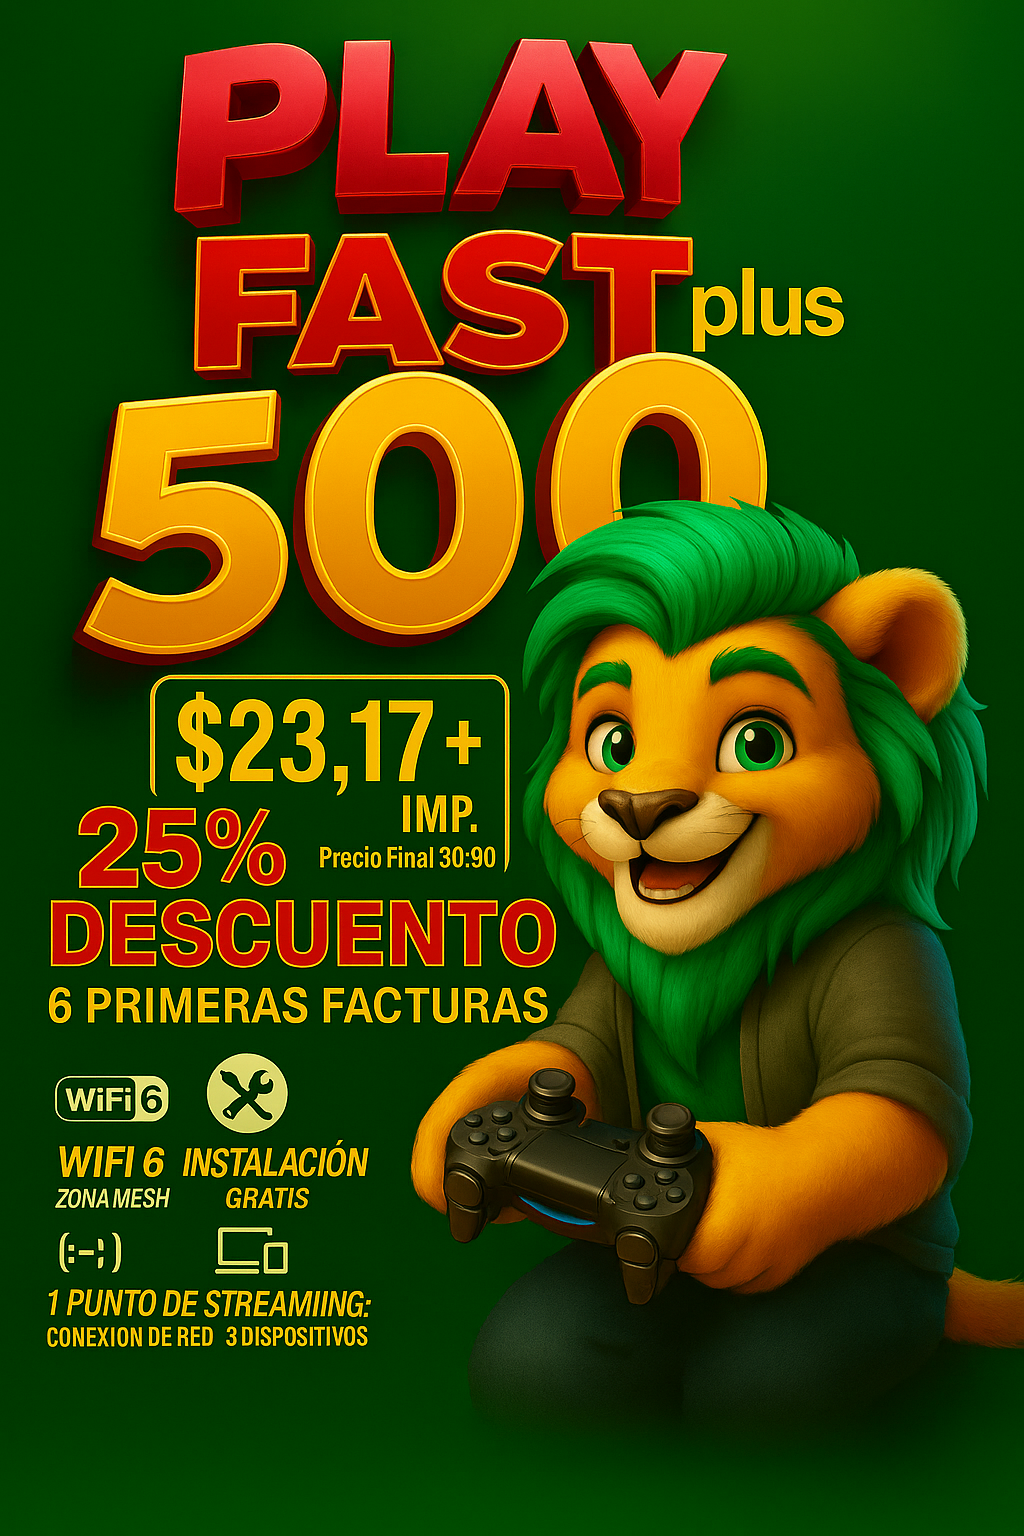 PLAY
FAST plus
500
$23,17+
IMP.
Precio Final 30:90
25%
DESCUENTO
6 PRIMERAS FACTURAS
WiFi 6
WIFI 6 INSTALACIÓN
ZONA MESH GRATIS
1 PUNTO DE STREAMIING:
CONEXION DE RED 3 DISPOSITIVOS